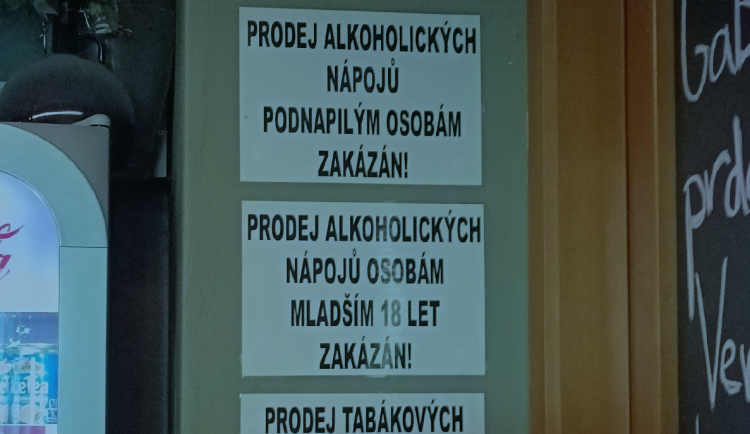 PRODEJ ALKOHOLICKÝCH
NÁPOJŮ
PODNAPILÝM OSOBÁM
ZAKÁZÁN!
PRODEJ ALKOHOLICKÝCH
NÁPOJŮ OSOBÁM
MLADŠÍM 18 LET
ZAKÁZÁN!
PRODEJ TABÁKOVÝCH